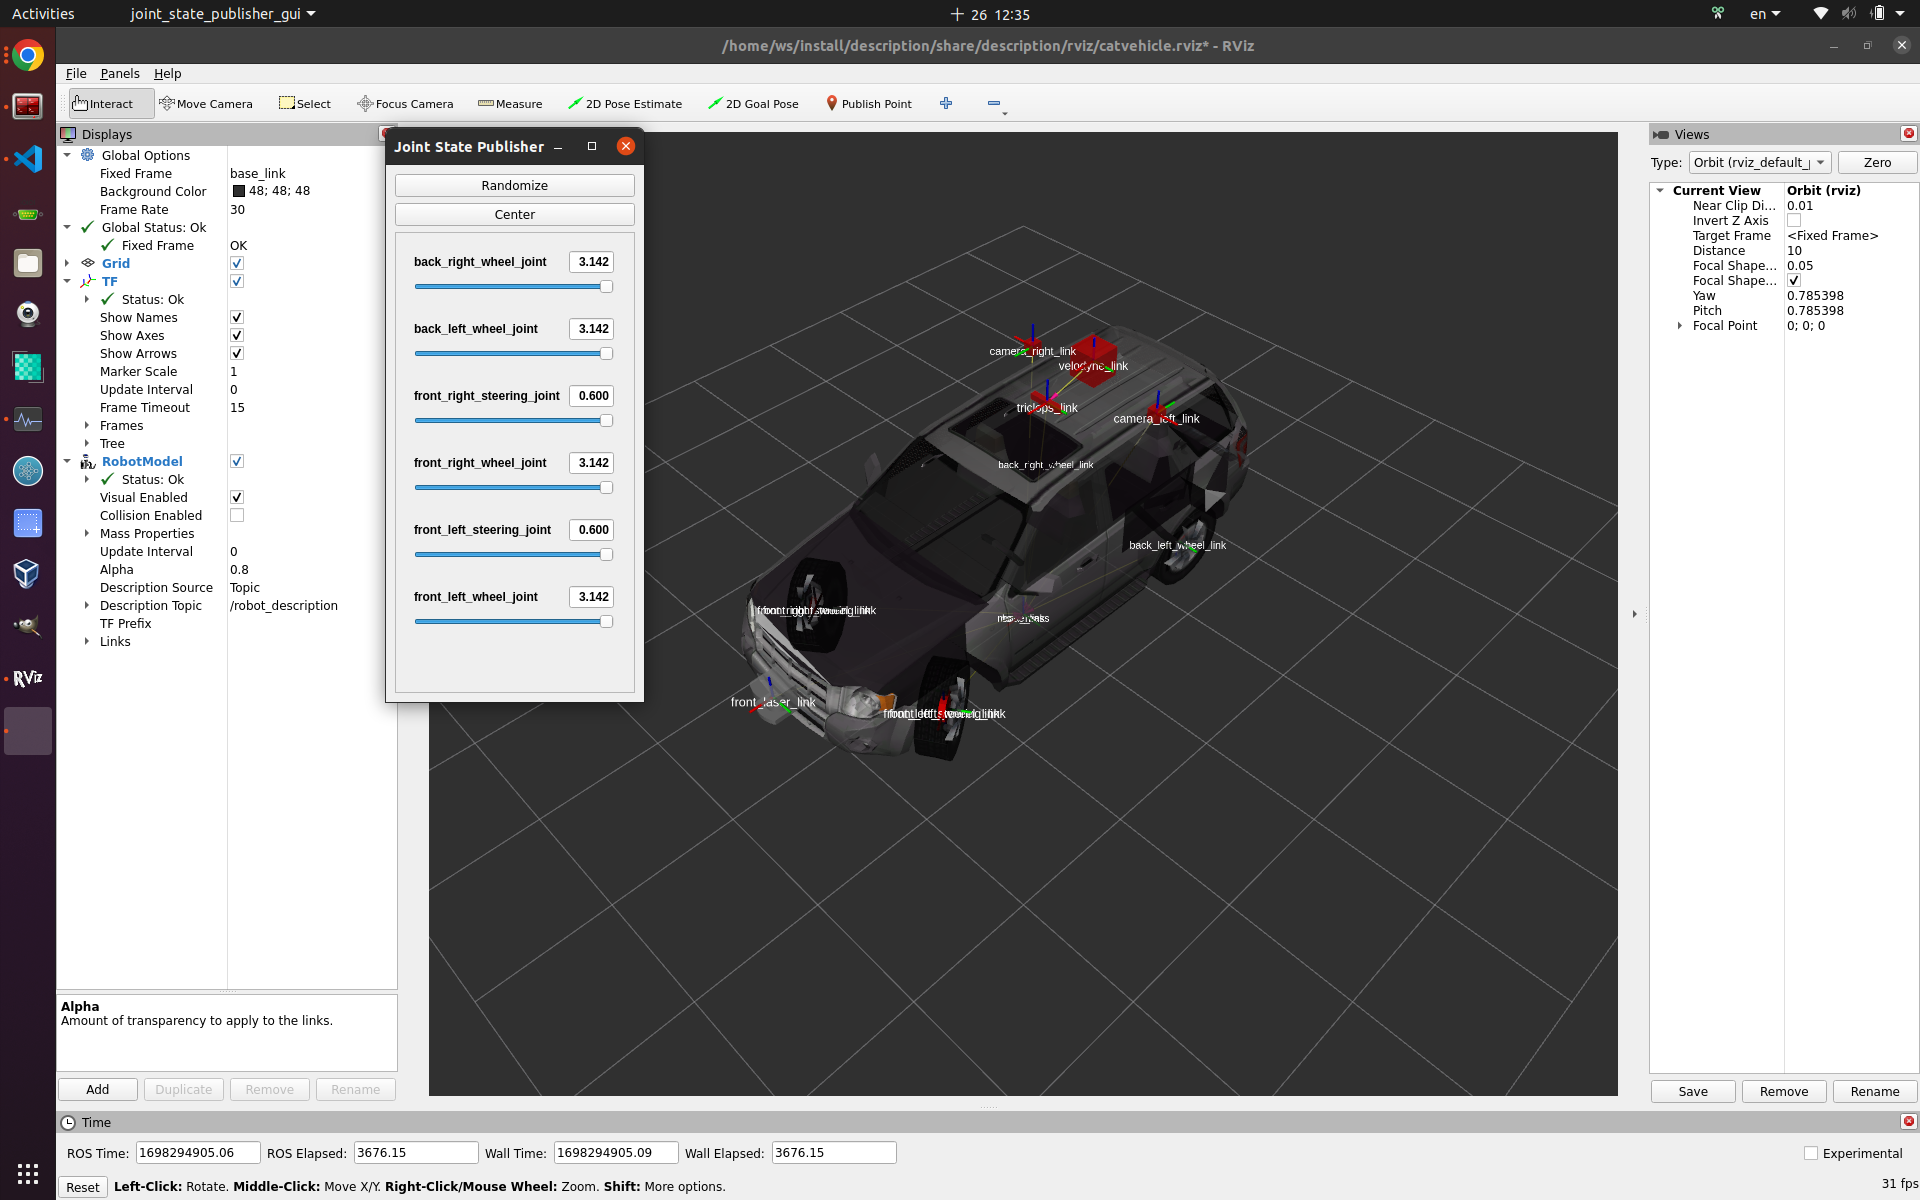 Activities
joint_state_publisher_gui
26 12:35
en
/home/ws/install/description/share/description/rviz/catvehicle.rviz* - RViz
File Panels Help
Interact Move Camera Select Focus Camera Measure 2D Pose Estimate 2D Goal Pose Publish Point
Displays
Global Options
Fixed Frame base_link
Background Color 48; 48; 48
Frame Rate 30
Global Status: Ok
Fixed Frame OK
Grid
TF
Status: Ok
Show Names
Show Axes
Show Arrows
Marker Scale 1
Update Interval 0
Frame Timeout 15
Frames
Tree
RobotModel
Status: Ok
Visual Enabled
Collision Enabled
Mass Properties
Update Interval 0
Alpha 0.8
Description Source Topic
Description Topic /robot_description
TF Prefix
Links
Alpha
Amount of transparency to apply to the links.
Add Duplicate Remove Rename
RViz
Joint State Publisher
Randomize
Center
back_right_wheel_joint 3.142
back_left_wheel_joint 3.142
front_right_steering_joint 0.600
front_right_wheel_joint 3.142
front_left_steering_joint 0.600
front_left_wheel_joint 3.142
camera_right_link
velodyne_link
triclops_link
camera_left_link
back_right_wheel_link
back_left_wheel_link
front_laser_link
Views
Type: Orbit (rviz_default_ Zero
Current View Orbit (rviz)
Near Clip Di... 0.01
Invert Z Axis
Target Frame <Fixed Frame>
Distance 10
Focal Shape... 0.05
Focal Shape...
Yaw 0.785398
Pitch 0.785398
Focal Point 0; 0; 0
Save Remove Rename
Time
ROS Time: 1698294905.06 ROS Elapsed: 3676.15 Wall Time: 1698294905.09 Wall Elapsed: 3676.15 Experimental
Reset Left-Click: Rotate. Middle-Click: Move X/Y. Right-Click/Mouse Wheel: Zoom. Shift: More options. 31 fps